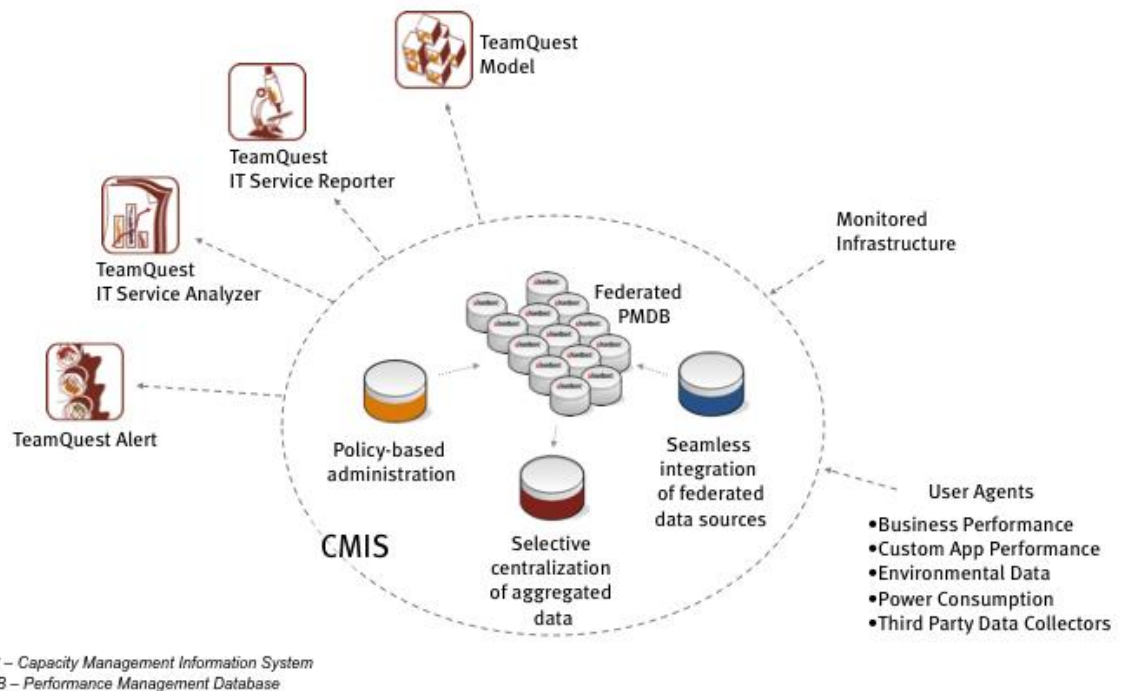 TeamQuest
Model
TeamQuest
IT Service Reporter
TeamQuest
IT Service Analyzer
TeamQuest Alert
Monitored
Infrastructure
Federated
PMDB
Policy-based
administration
Seamless
integration
of federated
data sources
Selective
centralization
of aggregated
data
CMIS
User Agents
•Business Performance
•Custom App Performance
•Environmental Data
•Power Consumption
•Third Party Data Collectors
– Capacity Management Information System
B – Performance Management Database